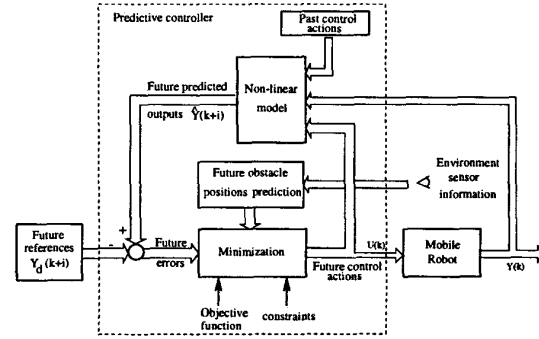 Predictive controller
Past control
actions
Non-linear
model
Future predicted
outputs Ŷ(k+i)
Future obstacle
positions prediction
Environment
sensor
information
Future
references
Y_d (k+i)
+
-
Future
errors
Minimization
U(k)
Future control
actions
Mobile
Robot
Y(k)
Objective
function
constraints